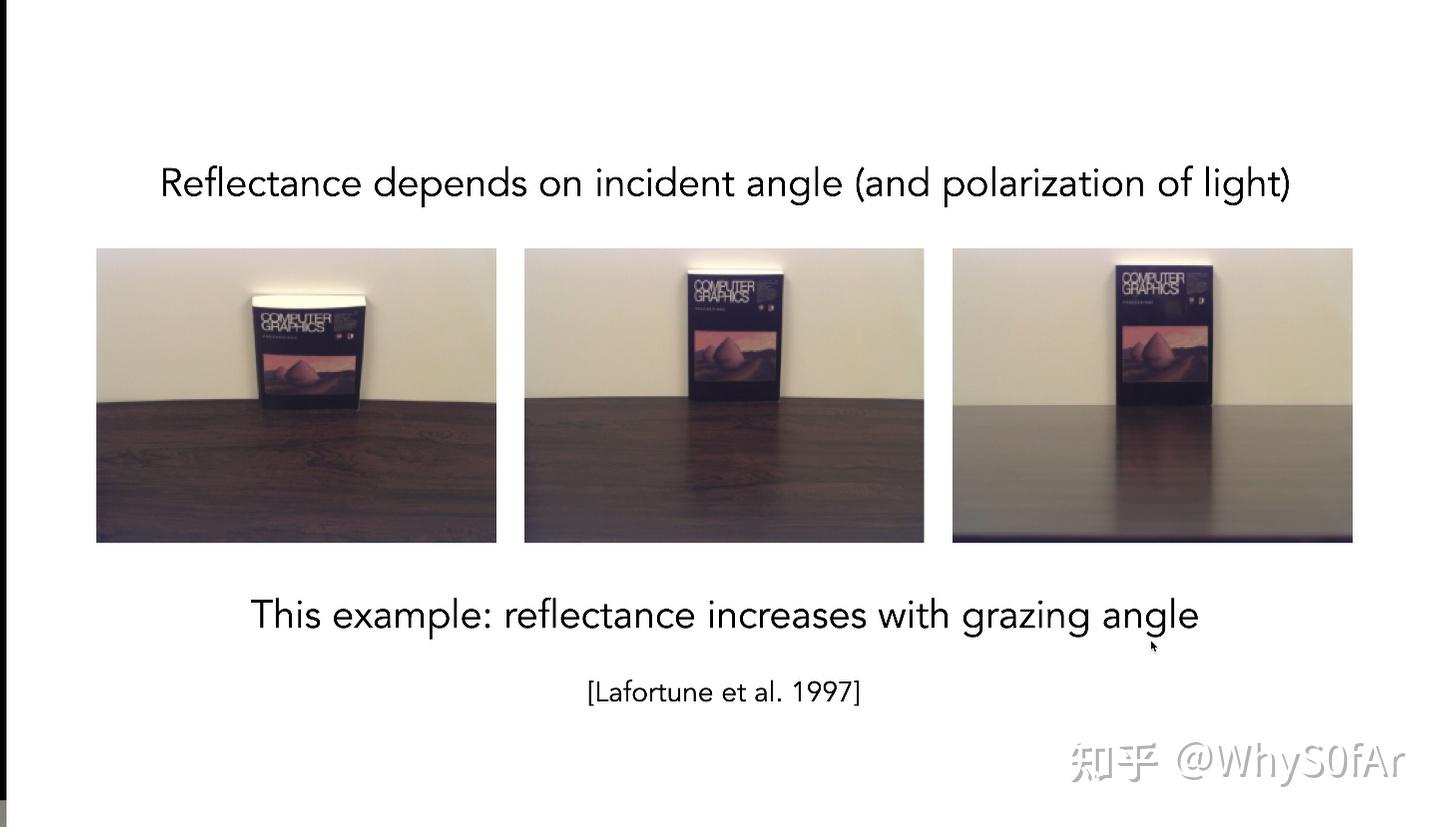 Reflectance depends on incident angle (and polarization of light)
COMPUTER
GRAPHICS
COMPUTER
GRAPHICS
COMPUTER
GRAPHICS
This example: reflectance increases with grazing angle
[Lafortune et al. 1997]
知乎 @WhyS0fAr